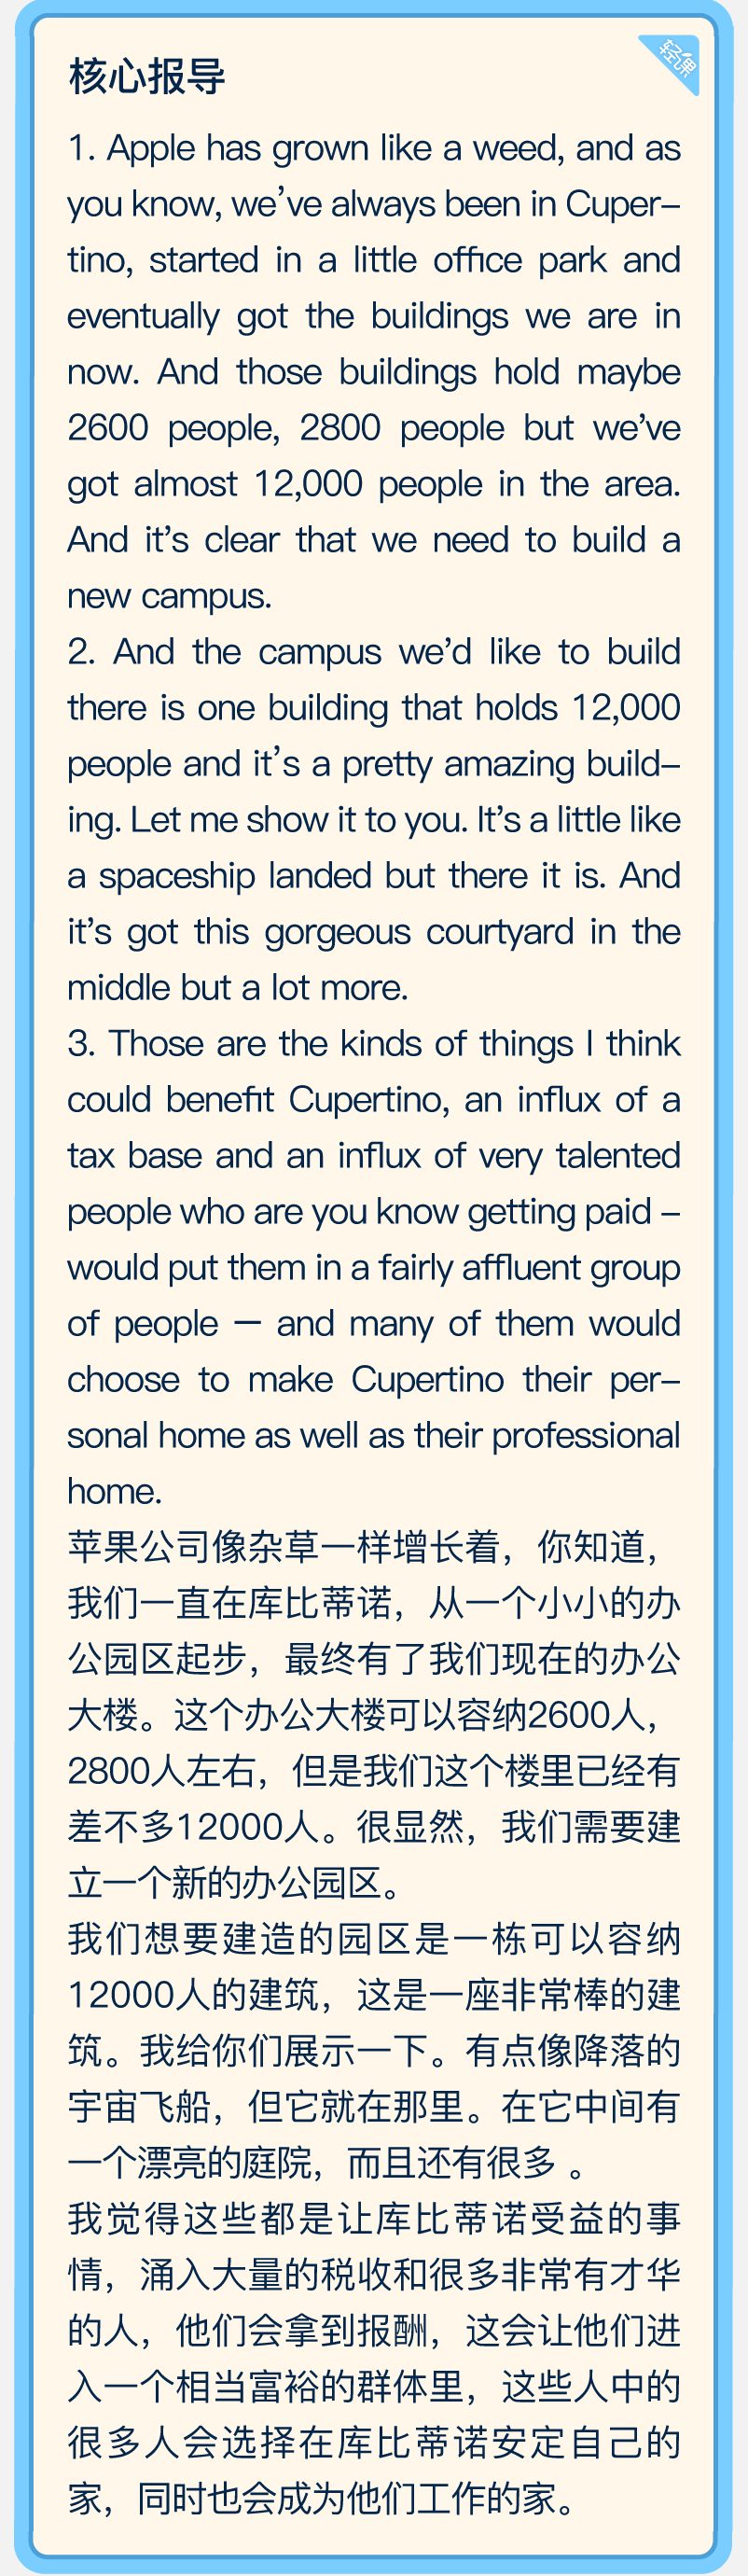 核心报导
轻课
1. Apple has grown like a weed, and as
you know, we’ve always been in Cuper–
tino, started in a little office park and
eventually got the buildings we are in
now. And those buildings hold maybe
2600 people, 2800 people but we’ve
got almost 12,000 people in the area.
And it’s clear that we need to build a
new campus.
2. And the campus we’d like to build
there is one building that holds 12,000
people and it’s a pretty amazing build–
ing. Let me show it to you. It’s a little like
a spaceship landed but there it is. And
it’s got this gorgeous courtyard in the
middle but a lot more.
3. Those are the kinds of things I think
could benefit Cupertino, an influx of a
tax base and an influx of very talented
people who are you know getting paid –
would put them in a fairly affluent group
of people — and many of them would
choose to make Cupertino their per–
sonal home as well as their professional
home.
苹果公司像杂草一样增长着，你知道，
我们一直在库比蒂诺，从一个小小的办
公园区起步，最终有了我们现在的办公
大楼。这个办公大楼可以容纳2600人，
2800人左右，但是我们这个楼里已经有
差不多12000人。很显然，我们需要建
立一个新的办公园区。
我们想要建造的园区是一栋可以容纳
12000人的建筑，这是一座非常棒的建
筑。我给你们展示一下。有点像降落的
宇宙飞船，但它就在那里。在它中间有
一个漂亮的庭院，而且还有很多 。
我觉得这些都是让库比蒂诺受益的事
情，涌入大量的税收和很多非常有才华
的人，他们会拿到报酬，这会让他们进
入一个相当富裕的群体里，这些人中的
很多人会选择在库比蒂诺安定自己的
家，同时也会成为他们工作的家。